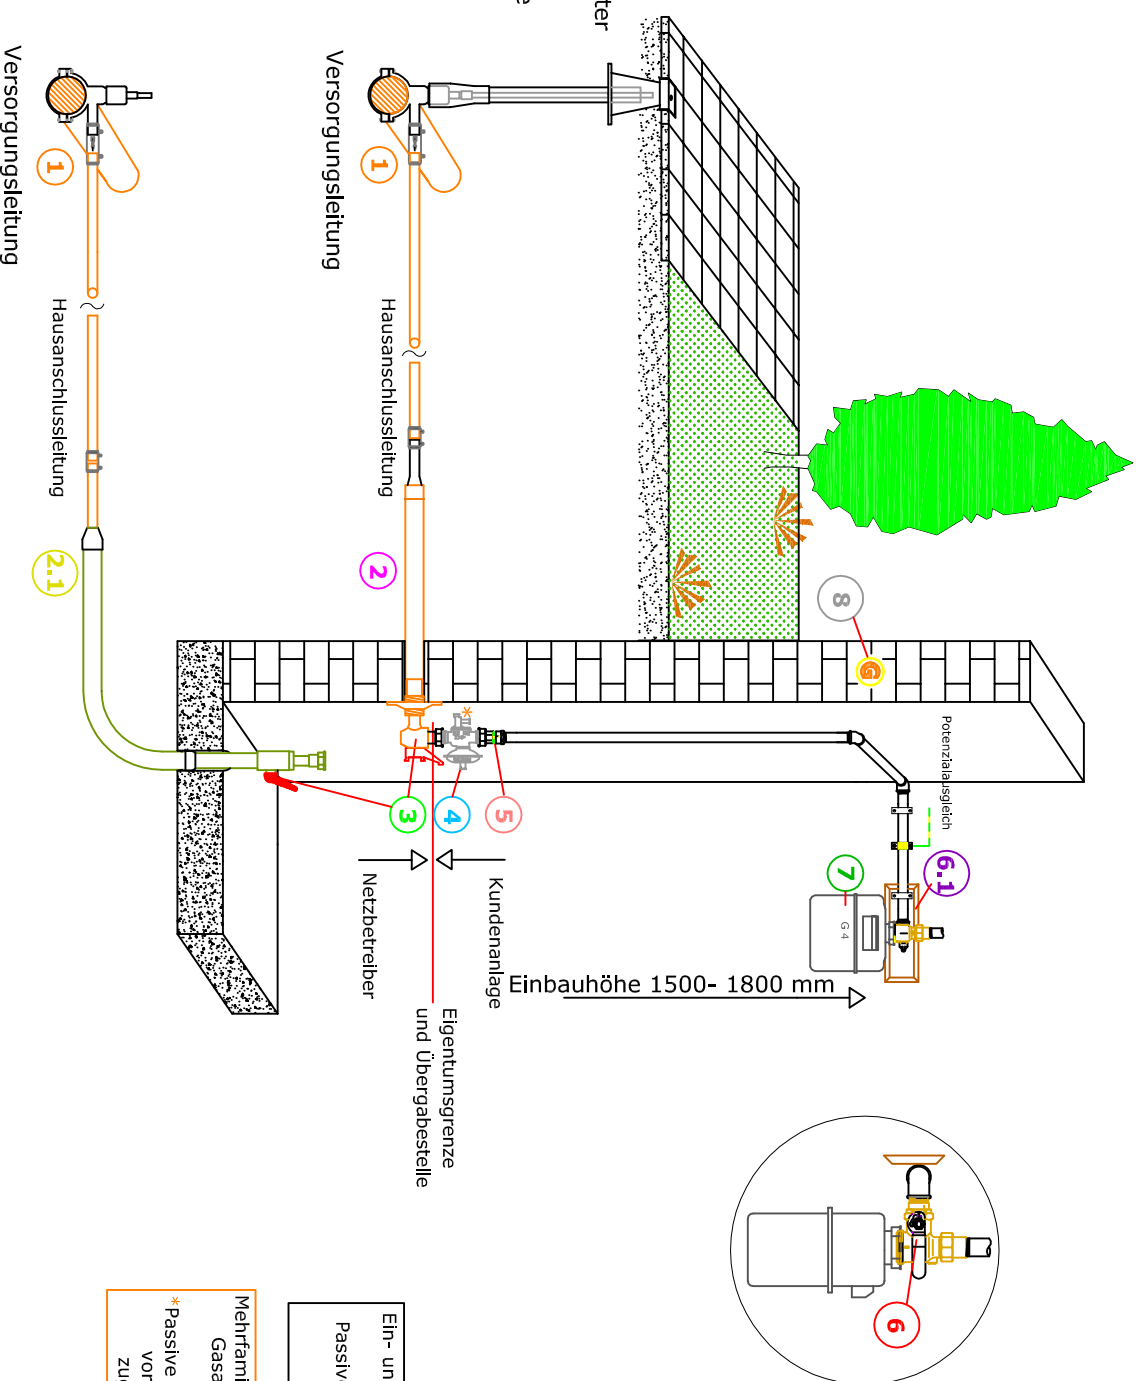 Einbauhöhe 1500- 1800 mm
ter
e
Potenzialausgleich
8
G
6.1
7
G 4
Kundenanlage
Netzbetreiber
Eigentumsgrenze
und Übergabestelle
5
4
3
Versorgungsleitung
1
Hausanschlussleitung
2
Versorgungsleitung
1
Hausanschlussleitung
2.1
6
Ein- un
Passiv
Mehrfami
Gasa
*Passive
vor
*